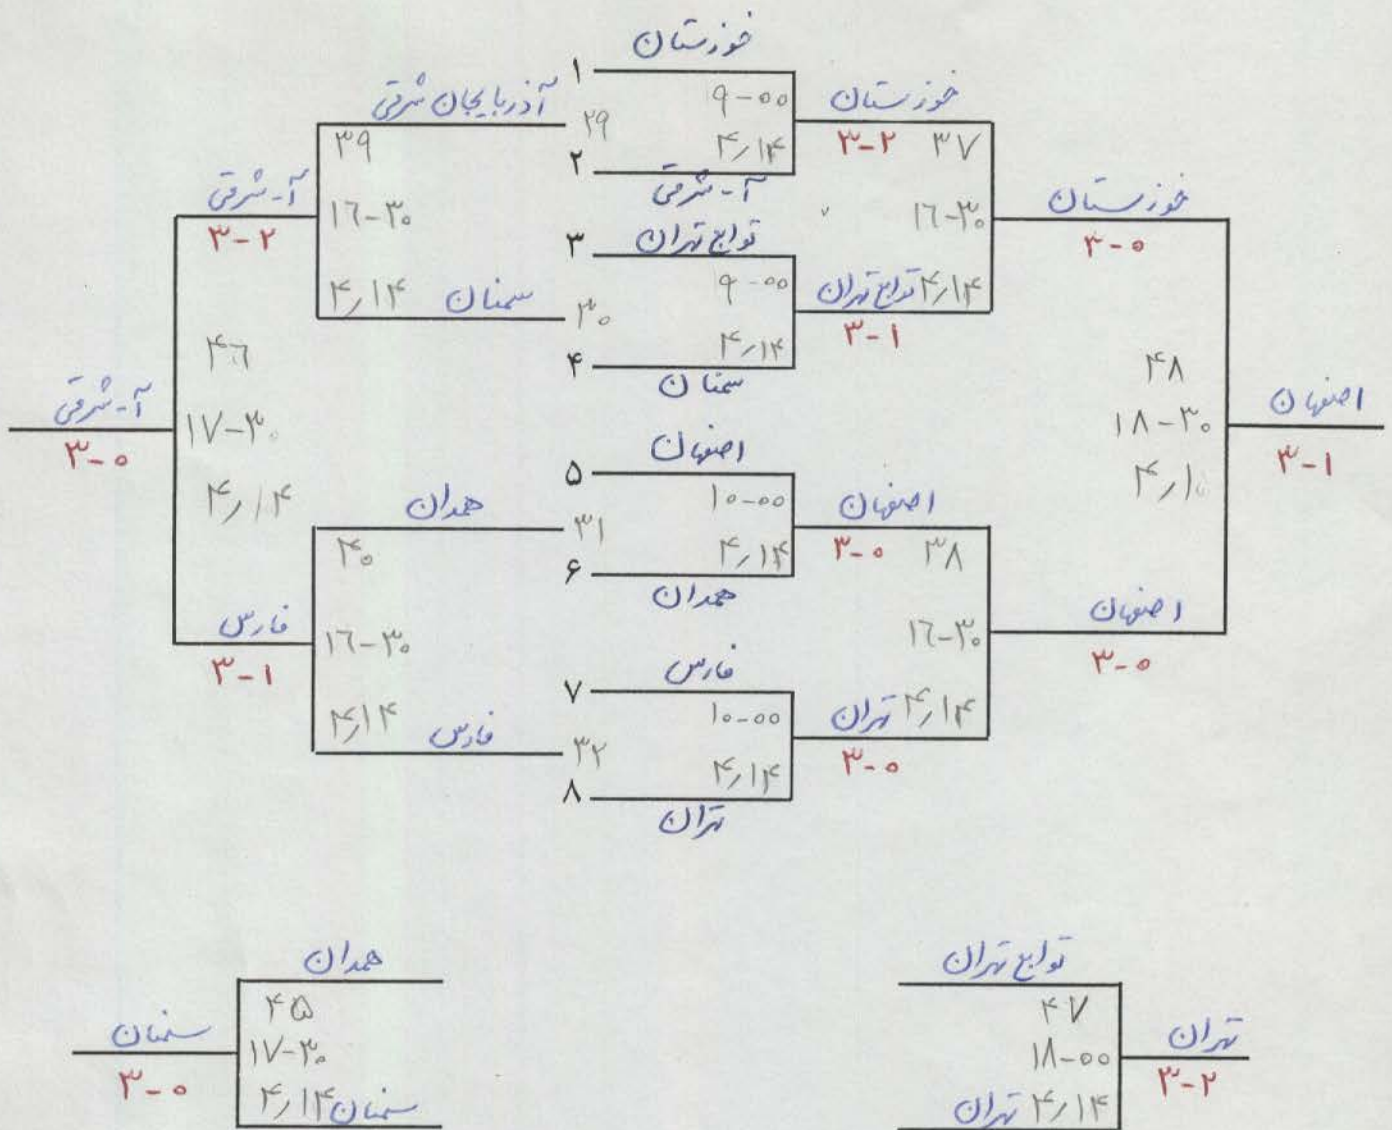 خوزستان
۱
۹-۰۰
آذربایجان شرقی
خوزستان
۲۹
۳۹
۴/۱۴
۳-۲
۳۷
۲
آ-شرقی
آ-شرقی
خوزستان
۳-۲
۱۶-۳۰
۱۶-۳۰
۳-۰
توابع تهران
۳
۹-۰۰
۴/۱۴
سمنان
۳۰
توابع تهران
۴/۱۴
۴/۱۴
۳-۱
۴
سمنان
۴۶
۴۸
آ-شرقی
۱۷-۳۰
۱۸-۳۰
اصفهان
۳-۰
۳-۱
اصفهان
۵
۴/۱۴
همدان
۱۰-۰۰
اصفهان
۳۱
۴۰
۴/۱۴
۳-۰
۳۸
۶
همدان
فارس
اصفهان
۳-۱
۱۶-۳۰
۱۶-۳۰
۳-۰
فارس
۷
۱۰-۰۰
۴/۱۴
فارس
۳۲
تهران
۴/۱۴
۴/۱۴
۳-۰
۸
تهران
همدان
توابع تهران
۴۵
۴۷
سمنان
۱۷-۳۰
۱۸-۰۰
تهران
۳-۰
۳-۲
۴/۱۴
سمنان
تهران
۴/۱۴